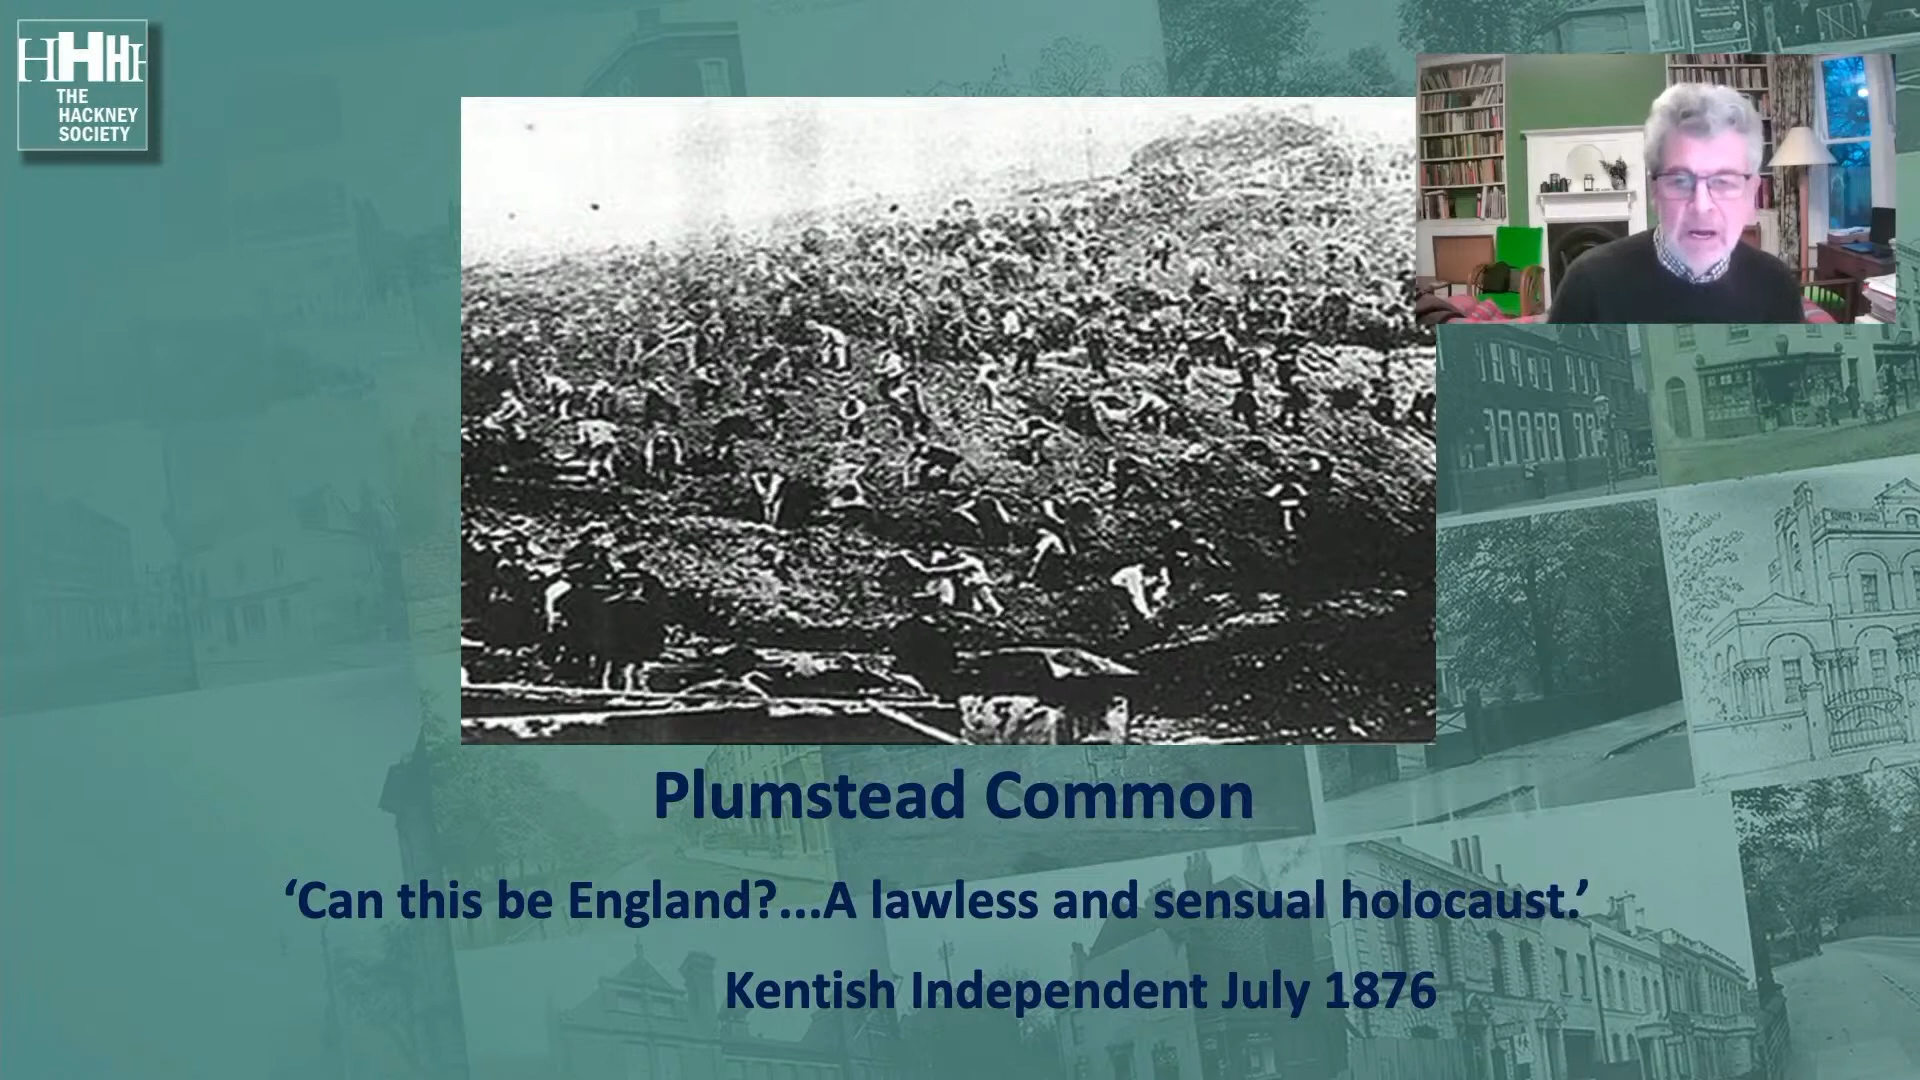 THE
HACKNEY
SOCIETY
Plumstead Common
‘Can this be England?...A lawless and sensual holocaust.’
Kentish Independent July 1876